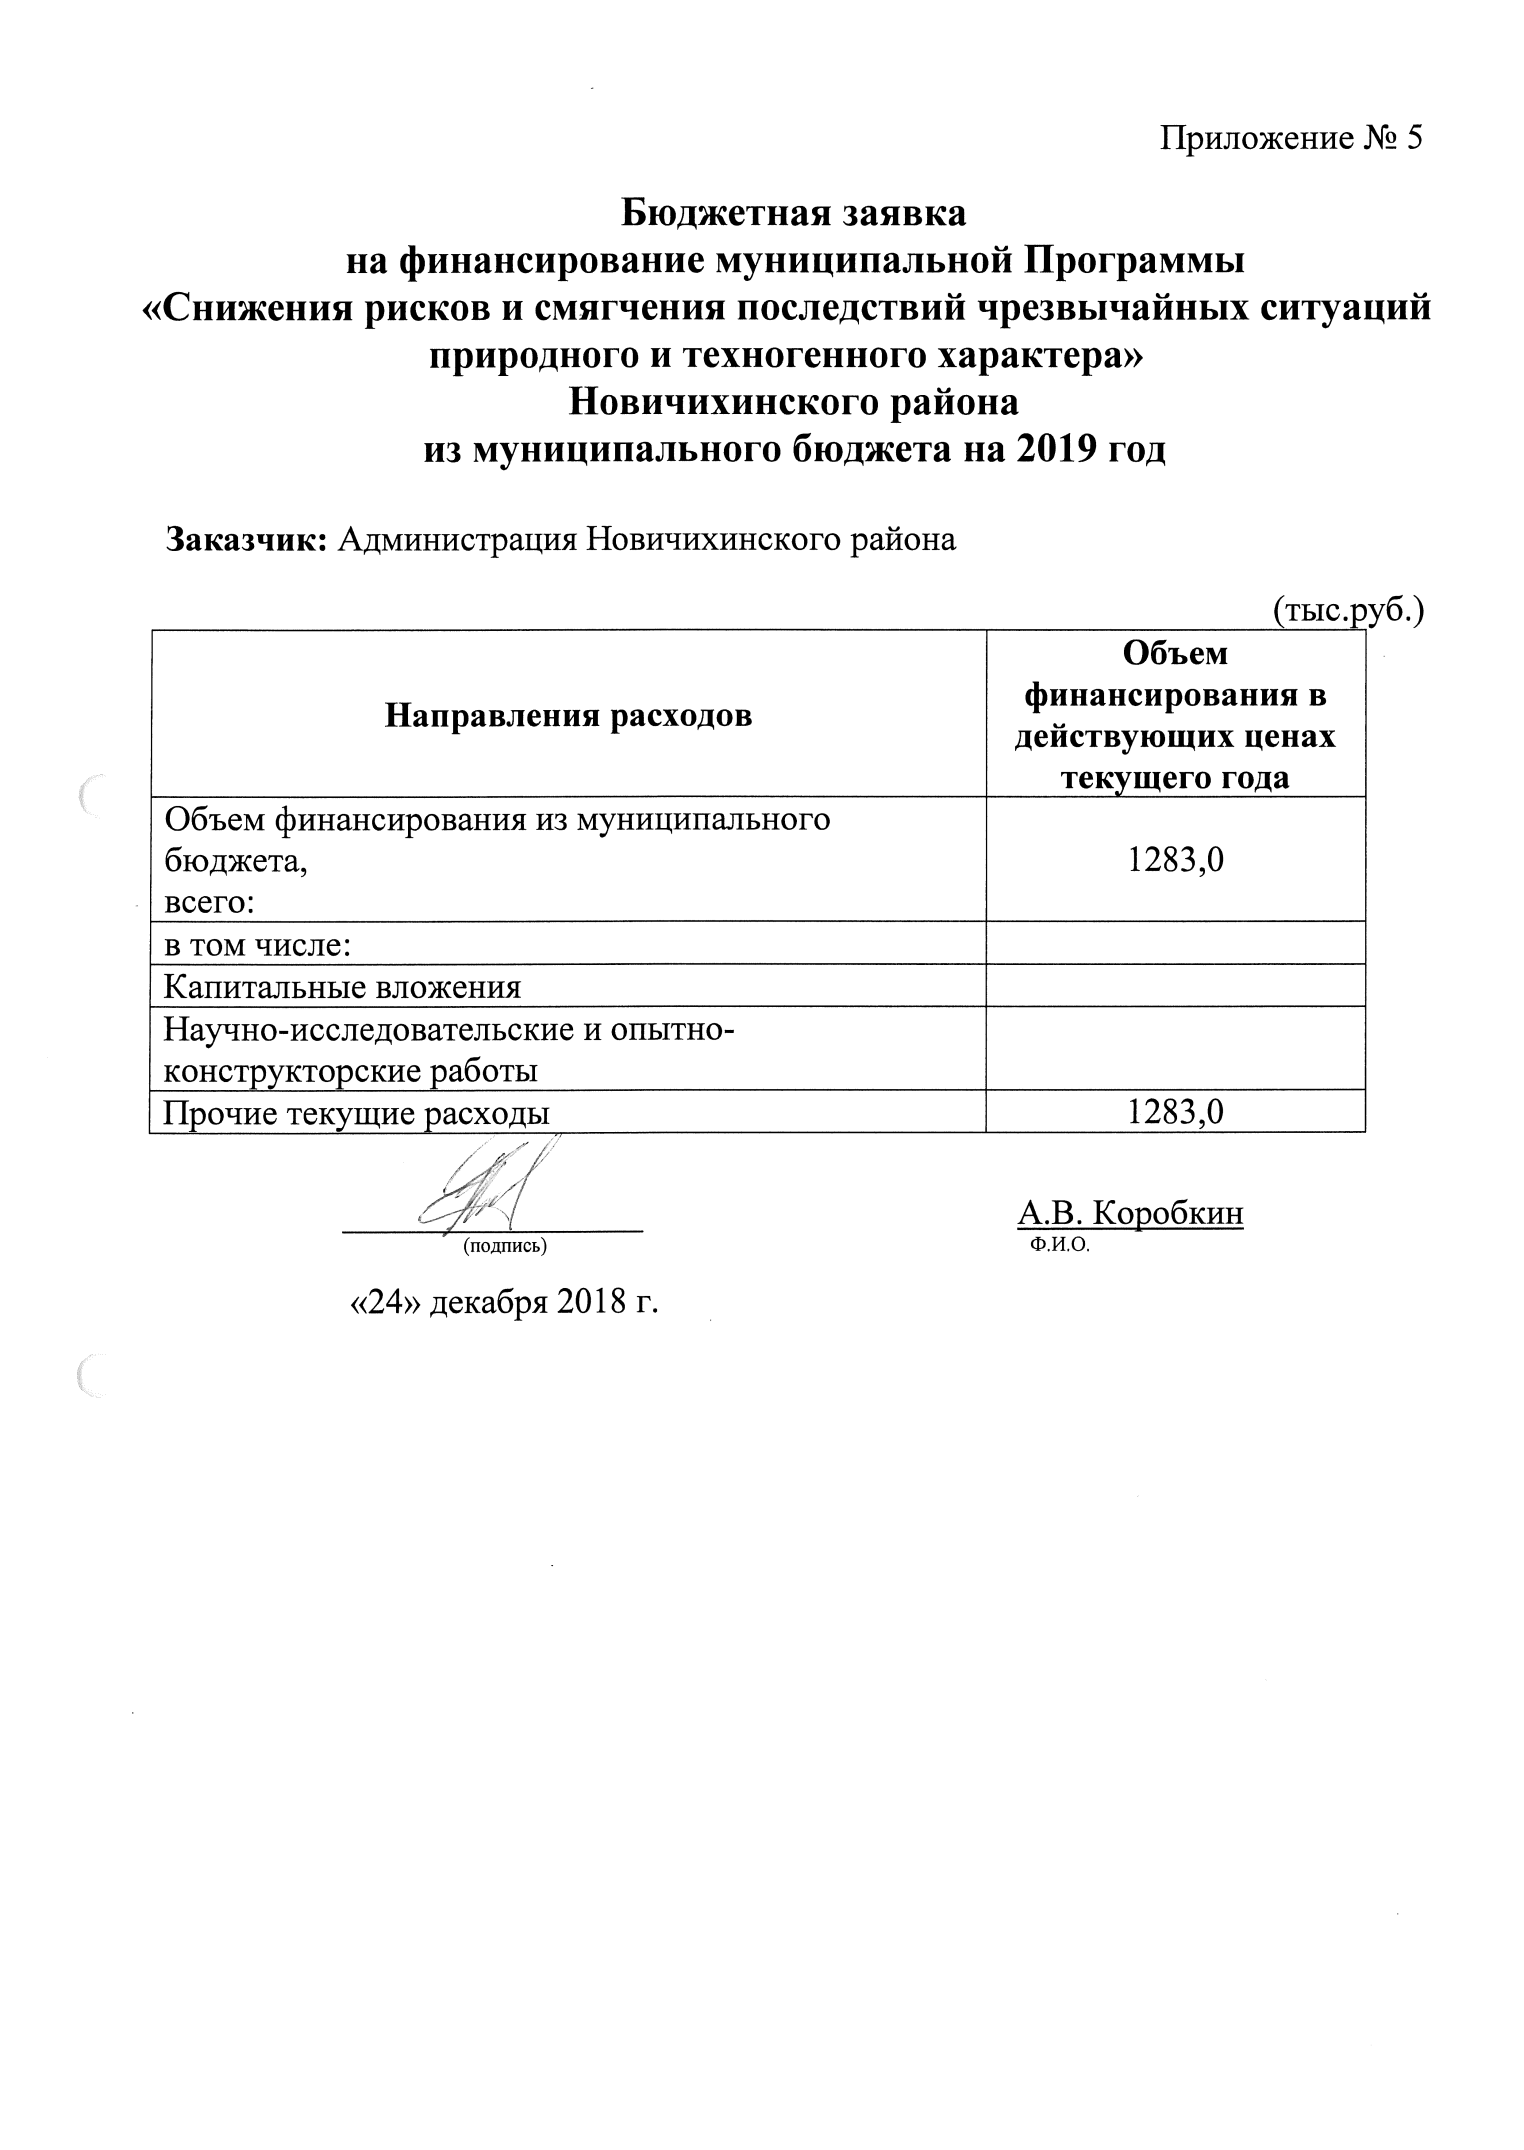 Приложение № 5
Бюджетная заявка
на финансирование муниципальной Программы
«Снижения рисков и смягчения последствий чрезвычайных ситуаций
природного и техногенного характера»
Новичихинского района
из муниципального бюджета на 2019 год
Заказчик: Администрация Новичихинского района
(тыс.руб.)
Направления расходов
Объем
финансирования в
действующих ценах
текущего года
Объем финансирования из муниципального
бюджета,
всего:
1283,0
в том числе:
Капитальные вложения
Научно-исследовательские и опытно-
конструкторские работы
Прочие текущие расходы
1283,0
А.В. Коробкин
(подпись)
Ф.И.О.
«24» декабря 2018 г.